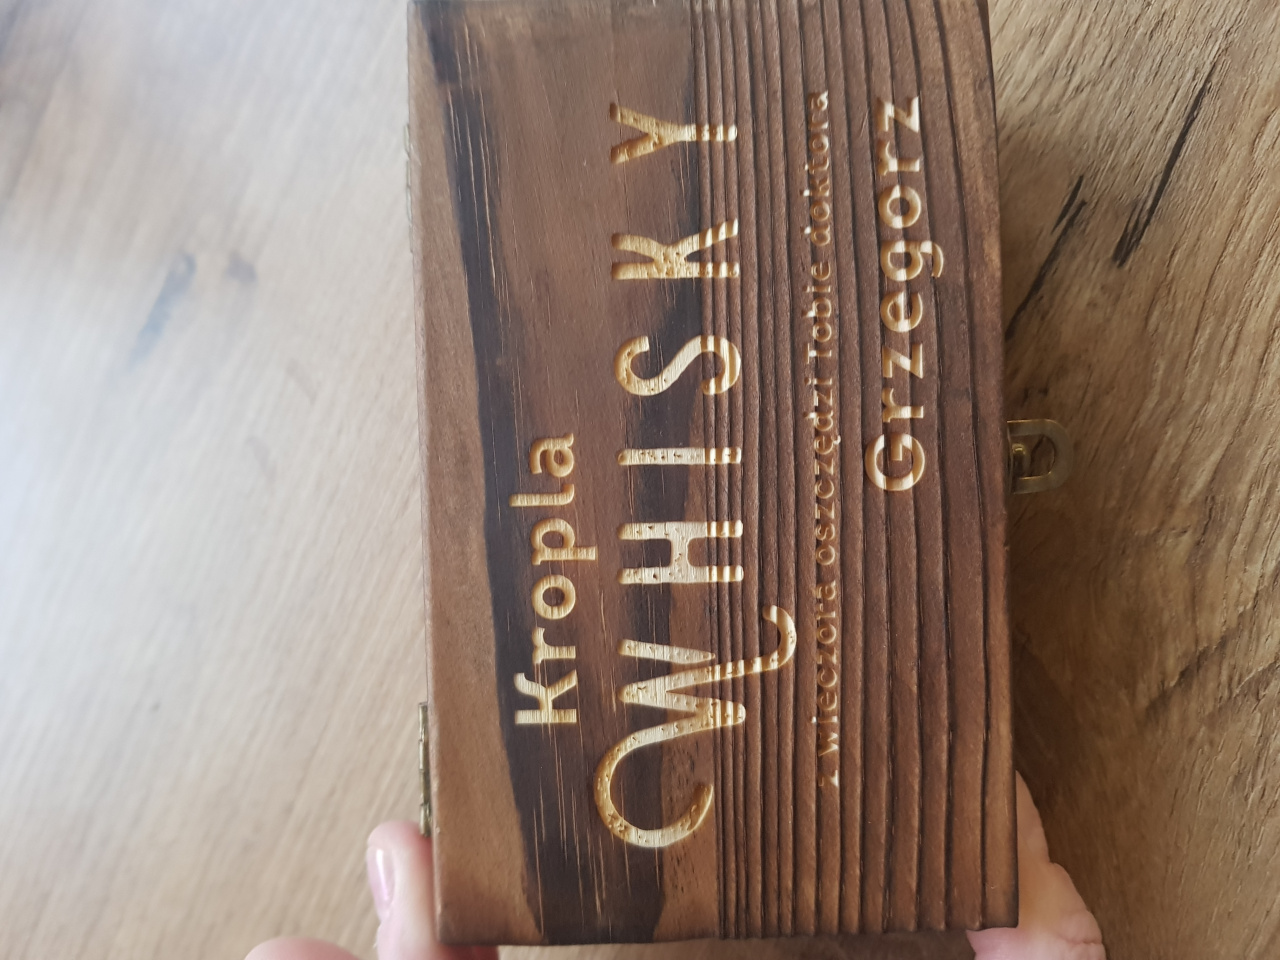 Kropla
WHISKY
z wieczora oszczędzi Tobie doktora
Grzegorz